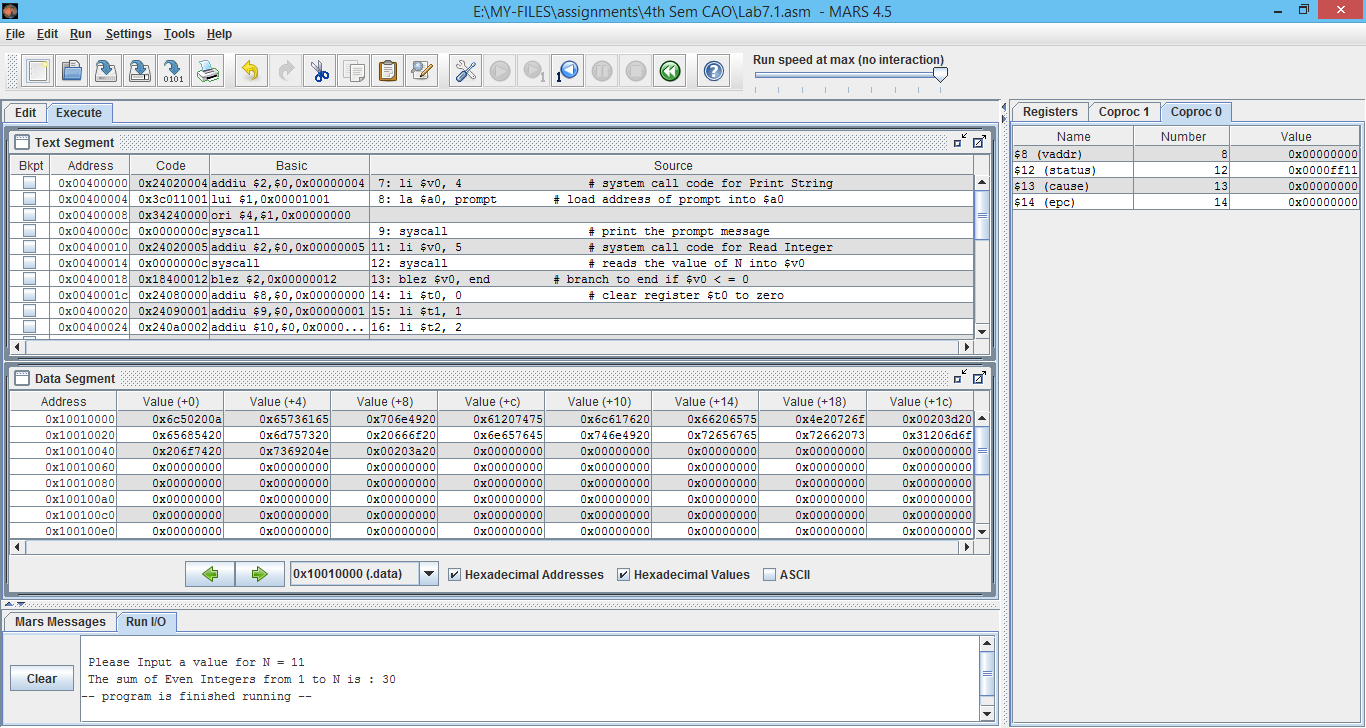 E:\MY-FILES\assignments\4th Sem CAO\Lab7.1.asm - MARS 4.5
File Edit Run Settings Tools Help
Run speed at max (no interaction)
Edit Execute
Text Segment
Bkpt Address Code Basic Source
0x00400000 0x24020004 addiu $2,$0,0x00000004 7: li $v0, 4 # system call code for Print String
0x00400004 0x3c011001 lui $1,0x00001001 8: la $a0, prompt # load address of prompt into $a0
0x00400008 0x34240000 ori $4,$1,0x00000000
0x0040000c 0x0000000c syscall 9: syscall # print the prompt message
0x00400010 0x24020005 addiu $2,$0,0x00000005 11: li $v0, 5 # system call code for Read Integer
0x00400014 0x0000000c syscall 12: syscall # reads the value of N into $v0
0x00400018 0x18400012 blez $2,0x00000012 13: blez $v0, end # branch to end if $v0 < = 0
0x0040001c 0x24080000 addiu $8,$0,0x00000000 14: li $t0, 0 # clear register $t0 to zero
0x00400020 0x24090001 addiu $9,$0,0x00000001 15: li $t1, 1
0x00400024 0x240a0002 addiu $10,$0,0x0000... 16: li $t2, 2
Data Segment
Address Value (+0) Value (+4) Value (+8) Value (+c) Value (+10) Value (+14) Value (+18) Value (+1c)
0x10010000 0x6c50200a 0x65736165 0x706e4920 0x61207475 0x6c617620 0x66206575 0x4e20726f 0x00203d20
0x10010020 0x65685420 0x6d757320 0x20666f20 0x6e657645 0x746e4920 0x72656765 0x72662073 0x31206d6f
0x10010040 0x206f7420 0x7369204e 0x00203a20 0x00000000 0x00000000 0x00000000 0x00000000 0x00000000
0x10010060 0x00000000 0x00000000 0x00000000 0x00000000 0x00000000 0x00000000 0x00000000 0x00000000
0x10010080 0x00000000 0x00000000 0x00000000 0x00000000 0x00000000 0x00000000 0x00000000 0x00000000
0x100100a0 0x00000000 0x00000000 0x00000000 0x00000000 0x00000000 0x00000000 0x00000000 0x00000000
0x100100c0 0x00000000 0x00000000 0x00000000 0x00000000 0x00000000 0x00000000 0x00000000 0x00000000
0x100100e0 0x00000000 0x00000000 0x00000000 0x00000000 0x00000000 0x00000000 0x00000000 0x00000000
0x10010000 (.data) Hexadecimal Addresses Hexadecimal Values ASCII
Mars Messages Run I/O
Clear
Please Input a value for N = 11
The sum of Even Integers from 1 to N is : 30
-- program is finished running --
Registers Coproc 1 Coproc 0
Name Number Value
$8 (vaddr) 8 0x00000000
$12 (status) 12 0x0000ff11
$13 (cause) 13 0x00000000
$14 (epc) 14 0x00000000